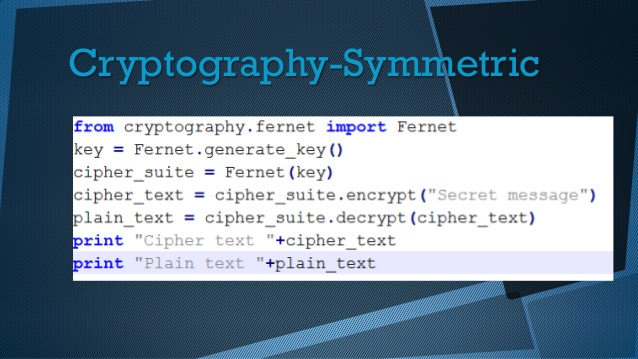 Cryptography-Symmetric
from cryptography.fernet import Fernet
key = Fernet.generate_key()
cipher_suite = Fernet(key)
cipher_text = cipher_suite.encrypt("Secret message")
plain_text = cipher_suite.decrypt(cipher_text)
print "Cipher text "+cipher_text
print "Plain text "+plain_text